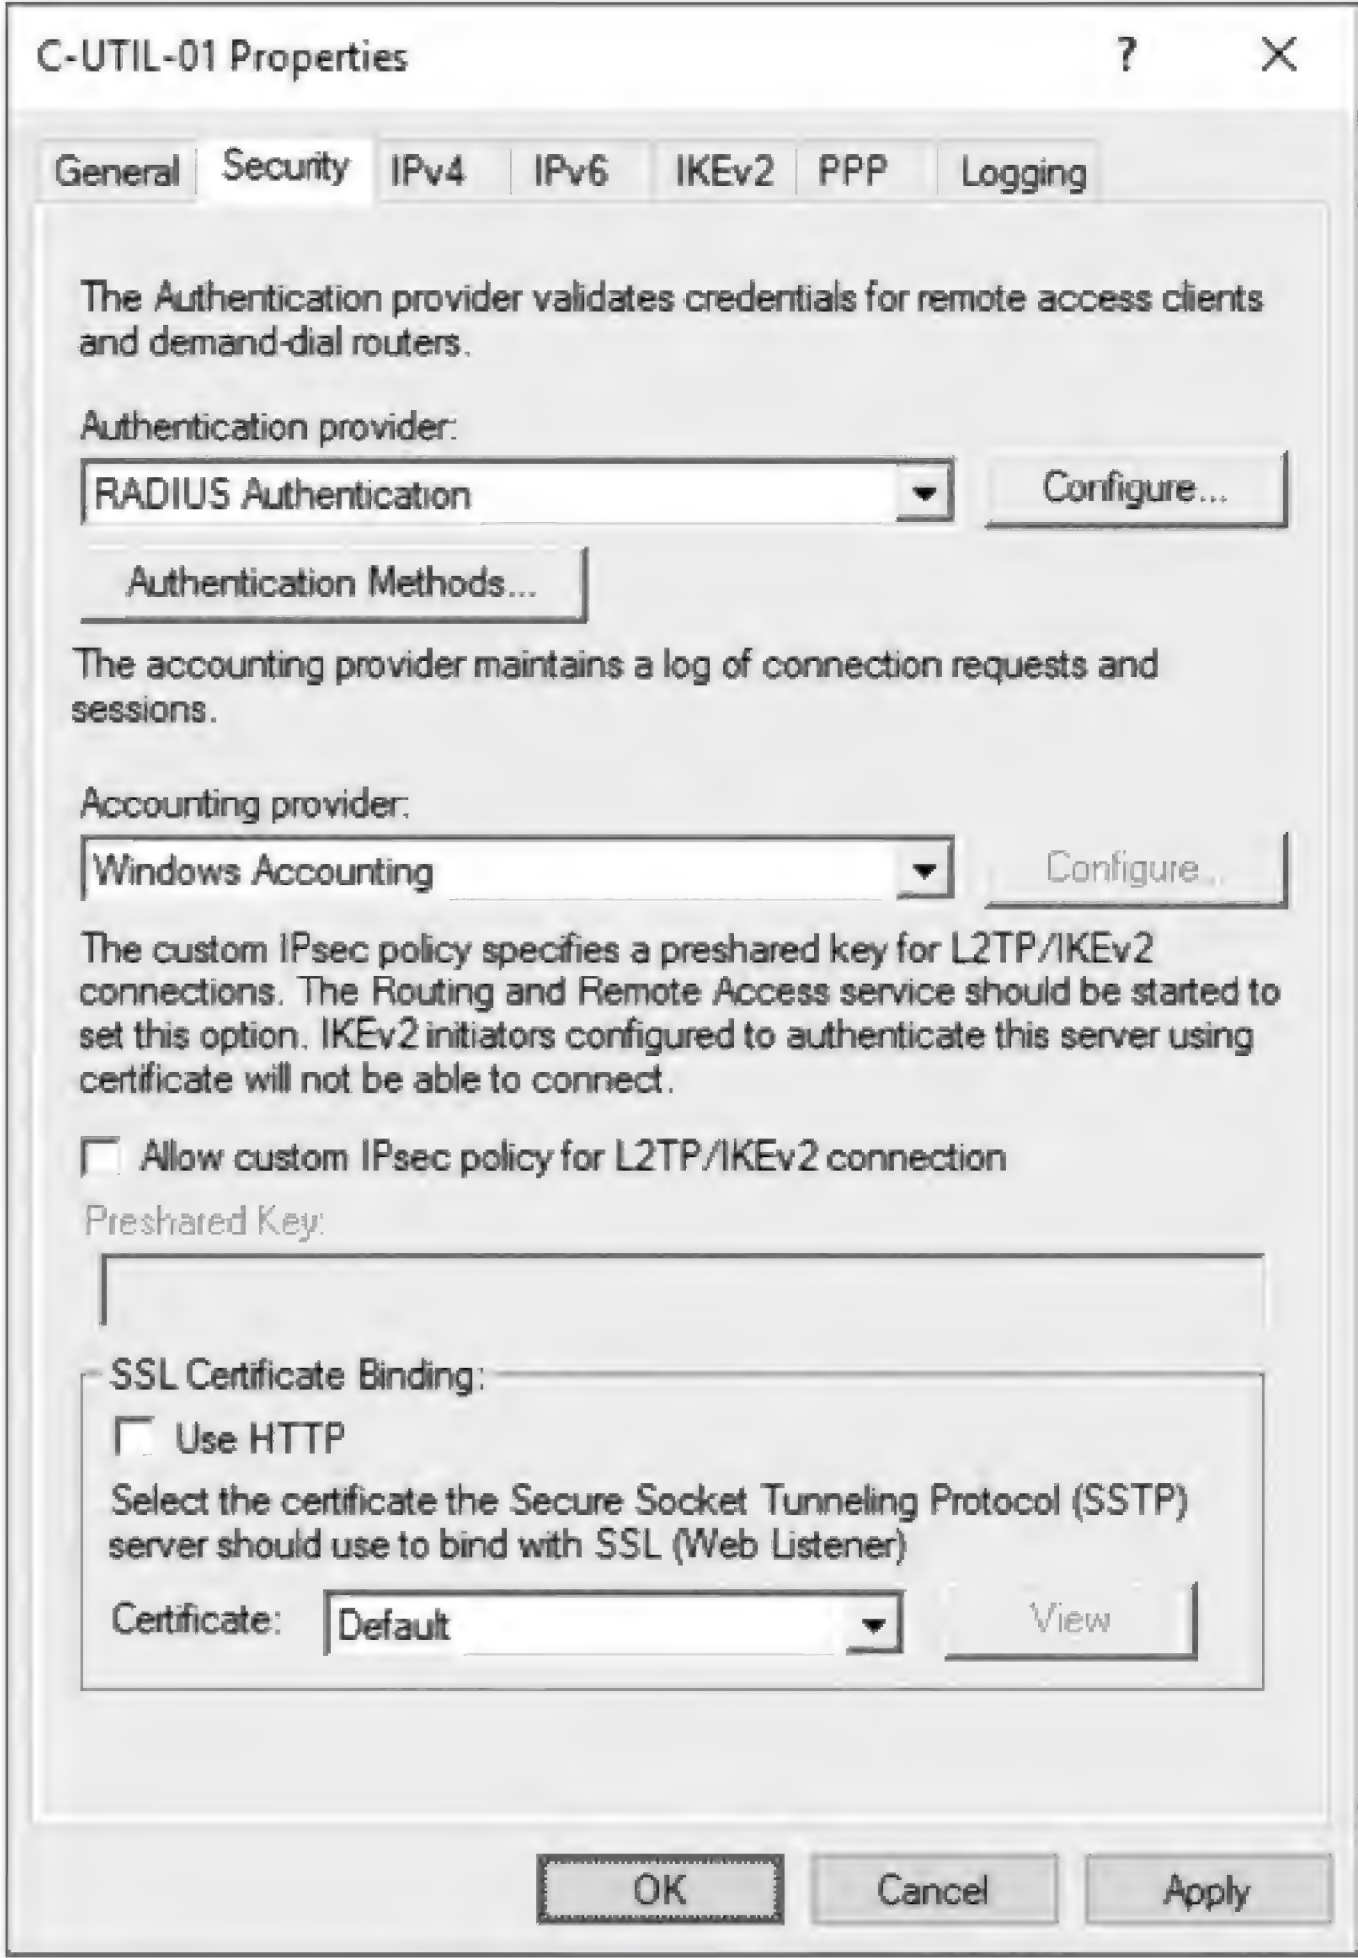 C-UTIL-01 Properties
?
General Security IPv4 IPv6 IKEv2 PPP Logging
The Authentication provider validates credentials for remote access clients
and demand-dial routers.
Authentication provider:
RADIUS Authentication
Configure...
Authentication Methods...
The accounting provider maintains a log of connection requests and
sessions.
Accounting provider:
Windows Accounting
Configure...
The custom IPsec policy specifies a preshared key for L2TP/IKEv2
connections. The Routing and Remote Access service should be started to
set this option. IKEv2 initiators configured to authenticate this server using
certificate will not be able to connect.
Allow custom IPsec policy for L2TP/IKEv2 connection
Preshared Key:
SSL Certificate Binding:
Use HTTP
Select the certificate the Secure Socket Tunneling Protocol (SSTP)
server should use to bind with SSL (Web Listener)
Certificate: Default View
OK Cancel Apply